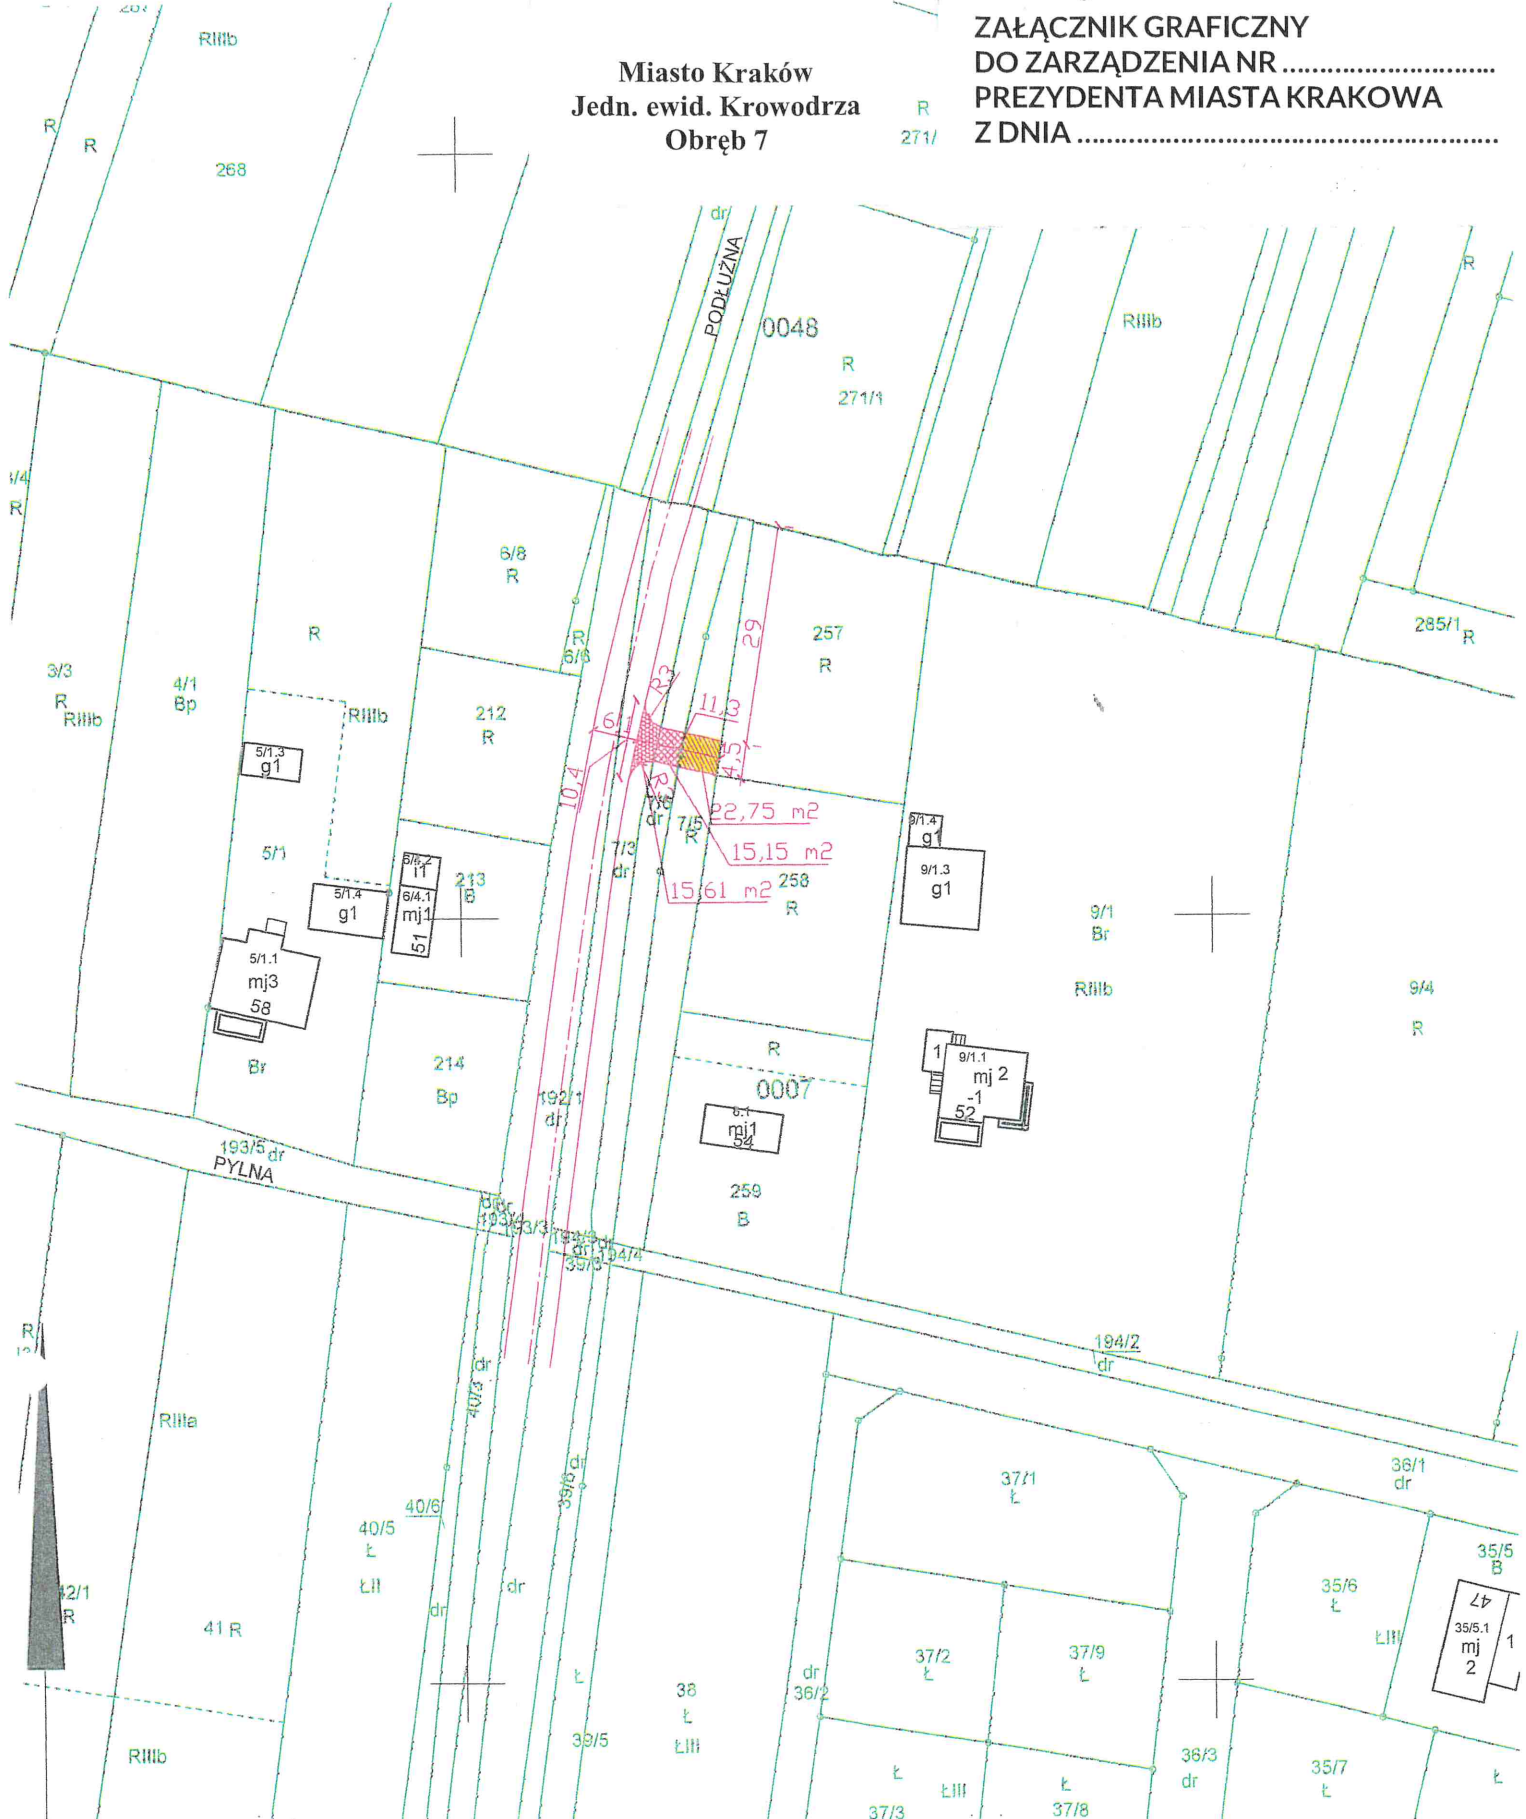 ZAŁĄCZNIK GRAFICZNY
DO ZARZĄDZENIA NR ............................
PREZYDENTA MIASTA KRAKOWA
Z DNIA ........................................................
Miasto Kraków
Jedn. ewid. Krowodrza
Obręb 7
RIIIb
R
R
268
R
271/
dr
PODŁUŻNA
0048
R
271/1
RIIIb
R
R
6/8
R
R
6/6
29
257
R
285/1
R
3/3
R
RIIIb
4/1
Bp
R
RIIIb
212
R
R3
11,3
6
4,5
10,4
5/1.3
g1
dr
7/5
R
22,75 m2
15,15 m2
15,61 m2
7/3
dr
258
R
5/1
5/1.4
g1
6/4.2
i1
6/4.1
mj1
51
213
B
9/1.4
g1
9/1.3
g1
9/1
Br
RIIIb
9/4
R
5/1.1
mj3
58
Br
214
Bp
192/1
dr
R
0007
8.1
mj1
54
259
B
1
9/1.1
mj 2
-1
52
193/5
dr
PYLNA
193/3
dr
194/4
194/2
dr
R
RIIIa
dr
40/3
dr
40/6
40/5
Ł
ŁII
dr
dr
42/1
R
41 R
RIIIb
Ł
39/5
38
Ł
ŁIII
dr
36/2
37/1
Ł
36/1
dr
37/2
Ł
37/9
Ł
35/6
Ł
ŁIII
35/5
B
47
35/5.1
mj
2
1
Ł
37/3
ŁIII
Ł
37/8
36/3
dr
35/7
Ł
Ł